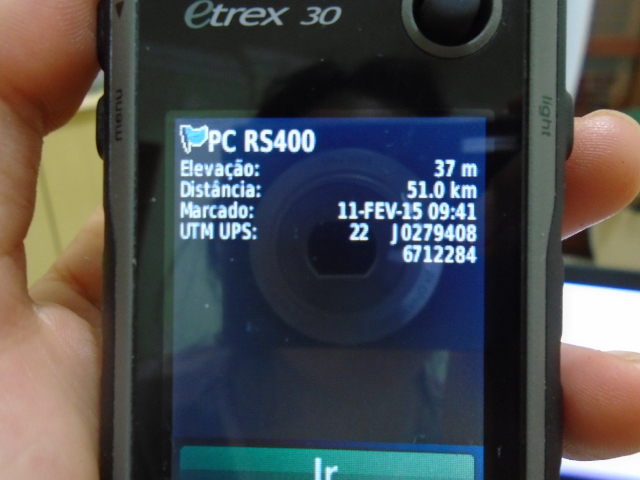 etrex 30
menu
light
PC RS400
Elevação: 37 m
Distância: 51.0 km
Marcado: 11-FEV-15 09:41
UTM UPS: 22 J0279408
6712284
Ir